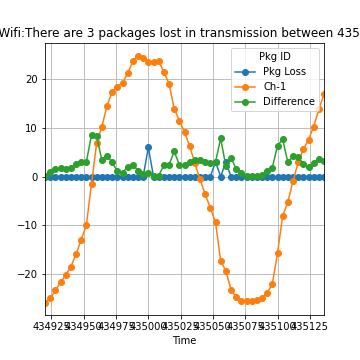 Wifi:There are 3 packages lost in transmission between 435
Pkg ID
Pkg Loss
Ch-1
Difference
20
10
0
−10
−20
434925 434950 434975 435000 435025 435050 435075 435100 435125
Time